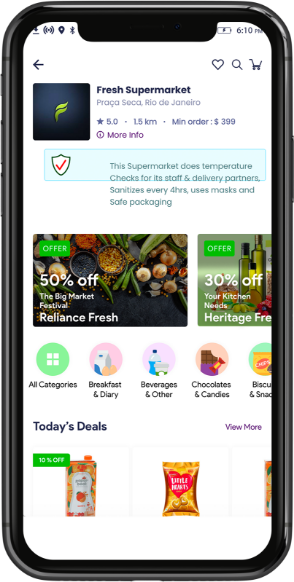 6:10 PM
Fresh Supermarket
Praça Seca, Rio de Janeiro
★ 5.0 · 1.5 km · Min order : $ 399
More Info
This Supermarket does temperature
Checks for its staff & delivery partners,
Sanitizes every 4hrs, uses masks and
Safe packaging
OFFER
50% off
The Big Market
Festival
Reliance Fresh
OFFER
30% off
Your Kitchen
Needs
Heritage Fre
All Categories
Breakfast
& Diary
Beverages
& Other
Chocolates
& Candies
Biscu
& Snac
Today's Deals
View More
10 % OFF
LITTLE
HEARTS